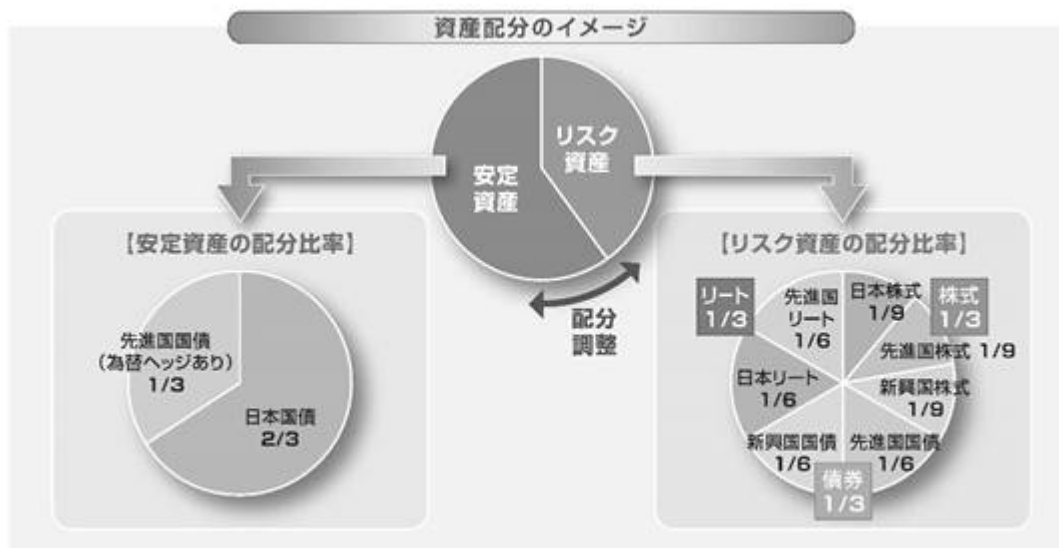 資産配分のイメージ
リスク
資産
安定
資産
配分
調整
【安定資産の配分比率】
先進国国債
（為替ヘッジあり）
1/3
日本国債
2/3
【リスク資産の配分比率】
リート
1/3
先進国
リート
1/6
日本株式
1/9
株式
1/3
先進国株式 1/9
新興国株式
1/9
日本リート
1/6
新興国国債
1/6
先進国国債
1/6
債券
1/3